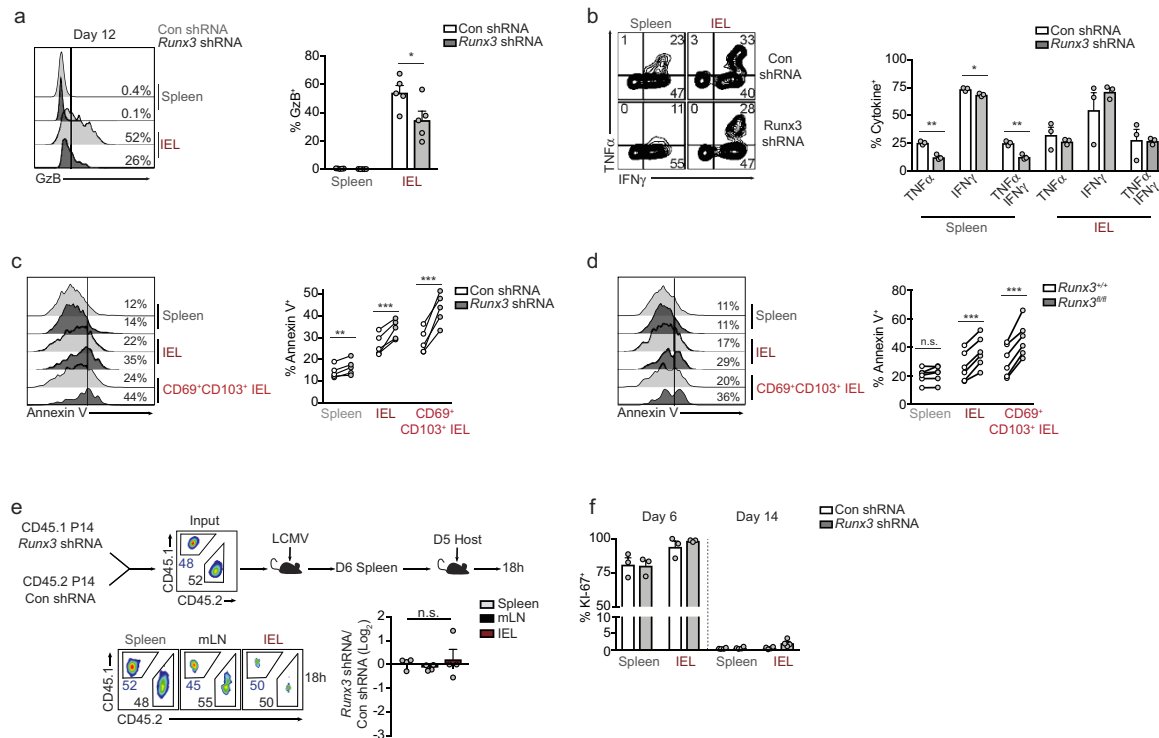 a
Day 12
Con shRNA
Runx3 shRNA
0.4%
0.1%
Spleen
52%
26%
IEL
GzB
Con shRNA
Runx3 shRNA
% GzB⁺
80
60
40
20
0
*
Spleen
IEL
b
Spleen
IEL
1
23
47
3
33
40
Con
shRNA
0
11
55
0
28
47
Runx3
shRNA
TNFα
IFNγ
Con shRNA
Runx3 shRNA
% Cytokine⁺
100
75
50
25
0
**
*
**
TNFα
IFNγ
TNFα
IFNγ
TNFα
IFNγ
TNFα
IFNγ
Spleen
IEL
c
12%
14%
Spleen
22%
35%
IEL
24%
44%
CD69⁺CD103⁺ IEL
Annexin V
Con shRNA
Runx3 shRNA
% Annexin V⁺
50
40
30
20
10
0
**
***
***
Spleen
IEL
CD69⁺
CD103⁺ IEL
d
11%
11%
Spleen
17%
29%
IEL
20%
36%
CD69⁺CD103⁺ IEL
Annexin V
Runx3⁺/⁺
Runx3fl/fl
% Annexin V⁺
80
60
40
20
0
n.s.
***
***
Spleen
IEL
CD69⁺
CD103⁺ IEL
e
CD45.1 P14
Runx3 shRNA
CD45.2 P14
Con shRNA
Input
CD45.1
48
52
CD45.2
LCMV
D6 Spleen
D5 Host
18h
Spleen
mLN
IEL
CD45.1
52
48
45
55
50
50
18h
CD45.2
Spleen
mLN
IEL
Runx3 shRNA/
Con shRNA (Log₂)
2
1
0
-1
-2
-3
n.s.
f
Con shRNA
Runx3 shRNA
Day 6
Day 14
% KI-67⁺
100
75
50
5
0
Spleen
IEL
Spleen
IEL